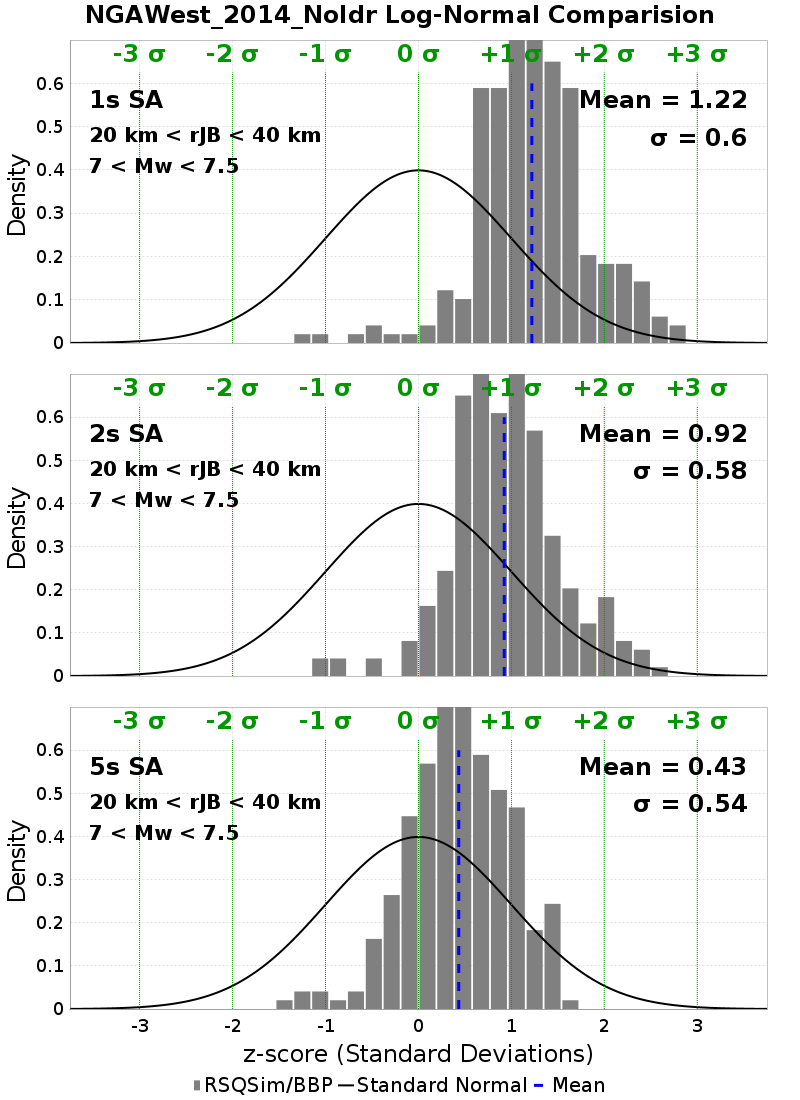 NGAWest_2014_NoIdr Log-Normal Comparision
-3 σ -2 σ -1 σ 0 σ +1 σ +2 σ +3 σ
0.6
0.5
0.4
0.3
0.2
0.1
0
Density
1s SA
20 km < rJB < 40 km
7 < Mw < 7.5
Mean = 1.22
σ = 0.6
-3 σ -2 σ -1 σ 0 σ +1 σ +2 σ +3 σ
0.6
0.5
0.4
0.3
0.2
0.1
0
Density
2s SA
20 km < rJB < 40 km
7 < Mw < 7.5
Mean = 0.92
σ = 0.58
-3 σ -2 σ -1 σ 0 σ +1 σ +2 σ +3 σ
0.6
0.5
0.4
0.3
0.2
0.1
0
Density
5s SA
20 km < rJB < 40 km
7 < Mw < 7.5
Mean = 0.43
σ = 0.54
-3 -2 -1 0 1 2 3
z-score (Standard Deviations)
RSQSim/BBP Standard Normal Mean